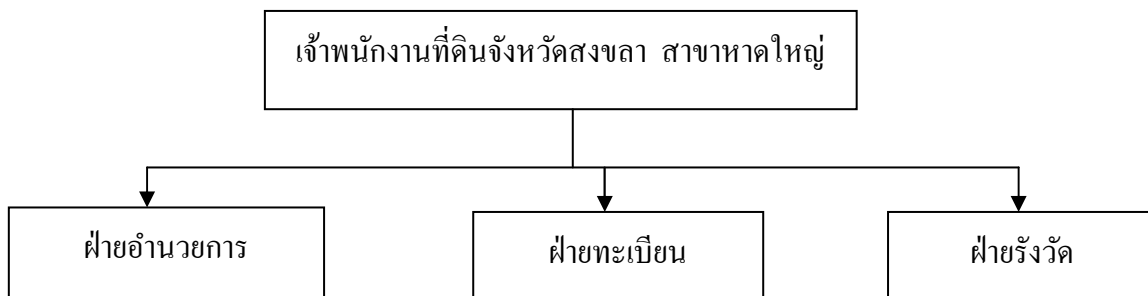 เจ้าพนักงานที่ดินจังหวัดสงขลา สาขาหาดใหญ่
ฝ่ายอำนวยการ
ฝ่ายทะเบียน
ฝ่ายรังวัด